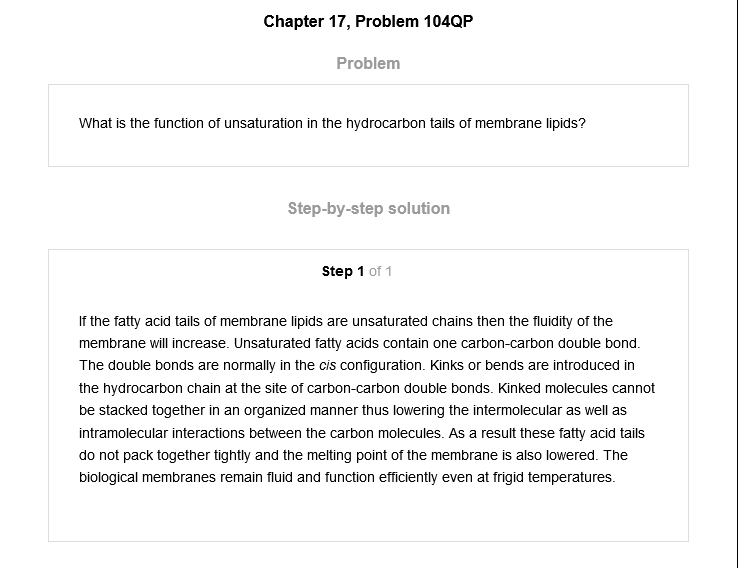 Chapter 17, Problem 104QP
Problem
What is the function of unsaturation in the hydrocarbon tails of membrane lipids?
Step-by-step solution
Step 1 of 1
If the fatty acid tails of membrane lipids are unsaturated chains then the fluidity of the
membrane will increase. Unsaturated fatty acids contain one carbon-carbon double bond.
The double bonds are normally in the cis configuration. Kinks or bends are introduced in
the hydrocarbon chain at the site of carbon-carbon double bonds. Kinked molecules cannot
be stacked together in an organized manner thus lowering the intermolecular as well as
intramolecular interactions between the carbon molecules. As a result these fatty acid tails
do not pack together tightly and the melting point of the membrane is also lowered. The
biological membranes remain fluid and function efficiently even at frigid temperatures.